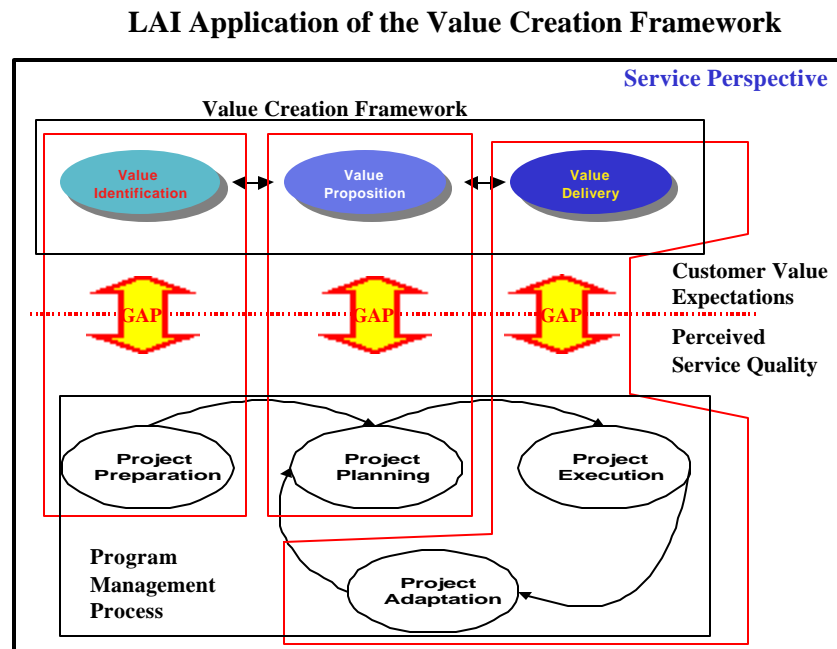 LAI Application of the Value Creation Framework
Service Perspective
Value Creation Framework
Value
Identification
Value
Proposition
Value
Delivery
Customer Value
Expectations
GAP
GAP
GAP
Perceived
Service Quality
Project
Preparation
Project
Planning
Project
Execution
Program
Management
Process
Project
Adaptation